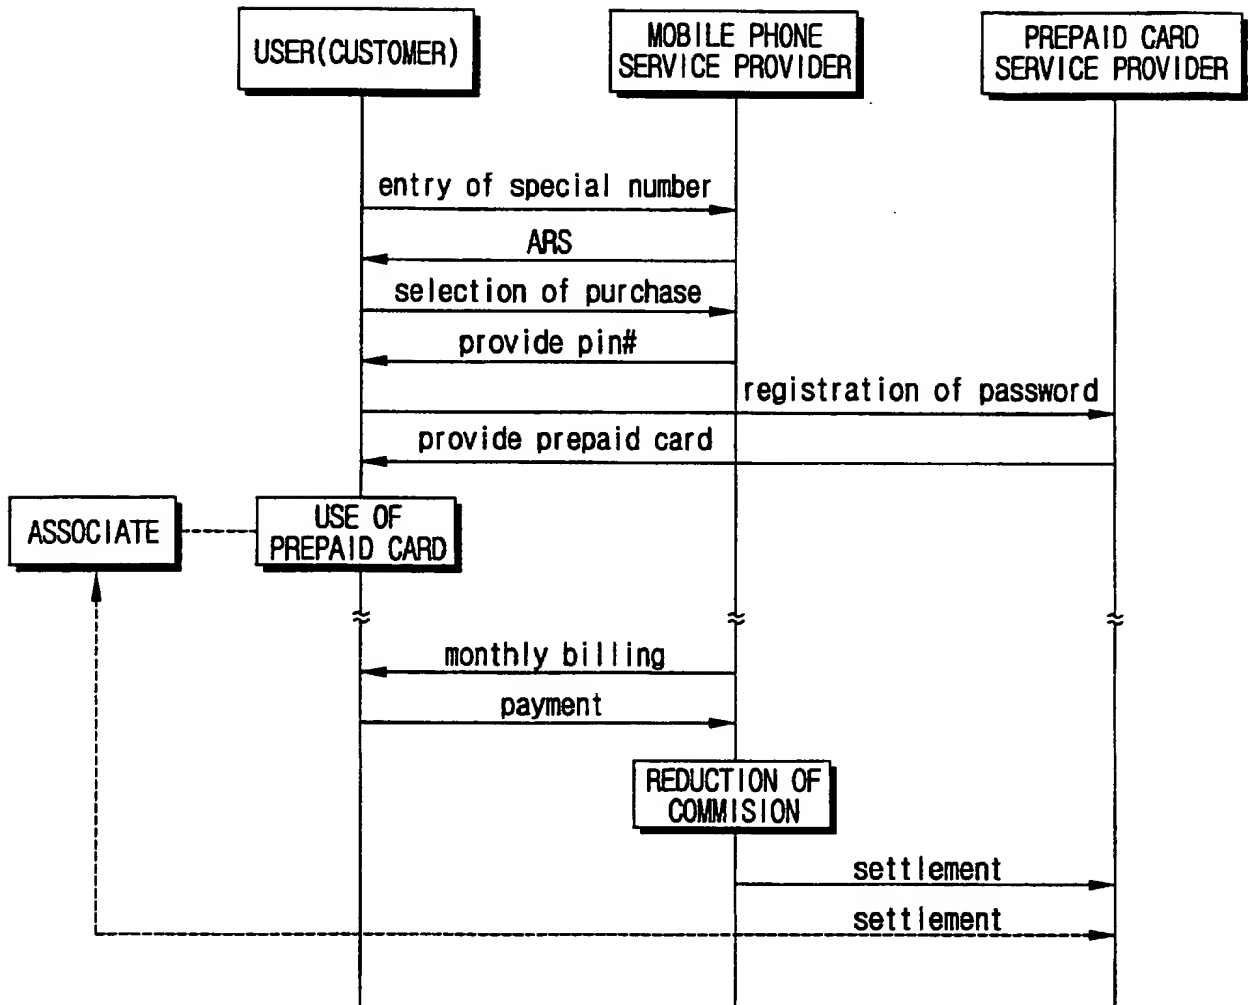 USER(CUSTOMER)
MOBILE PHONE
SERVICE PROVIDER
PREPAID CARD
SERVICE PROVIDER
entry of special number
ARS
selection of purchase
provide pin#
registration of password
provide prepaid card
ASSOCIATE
USE OF
PREPAID CARD
monthly billing
payment
REDUCTION OF
COMMISION
settlement
settlement